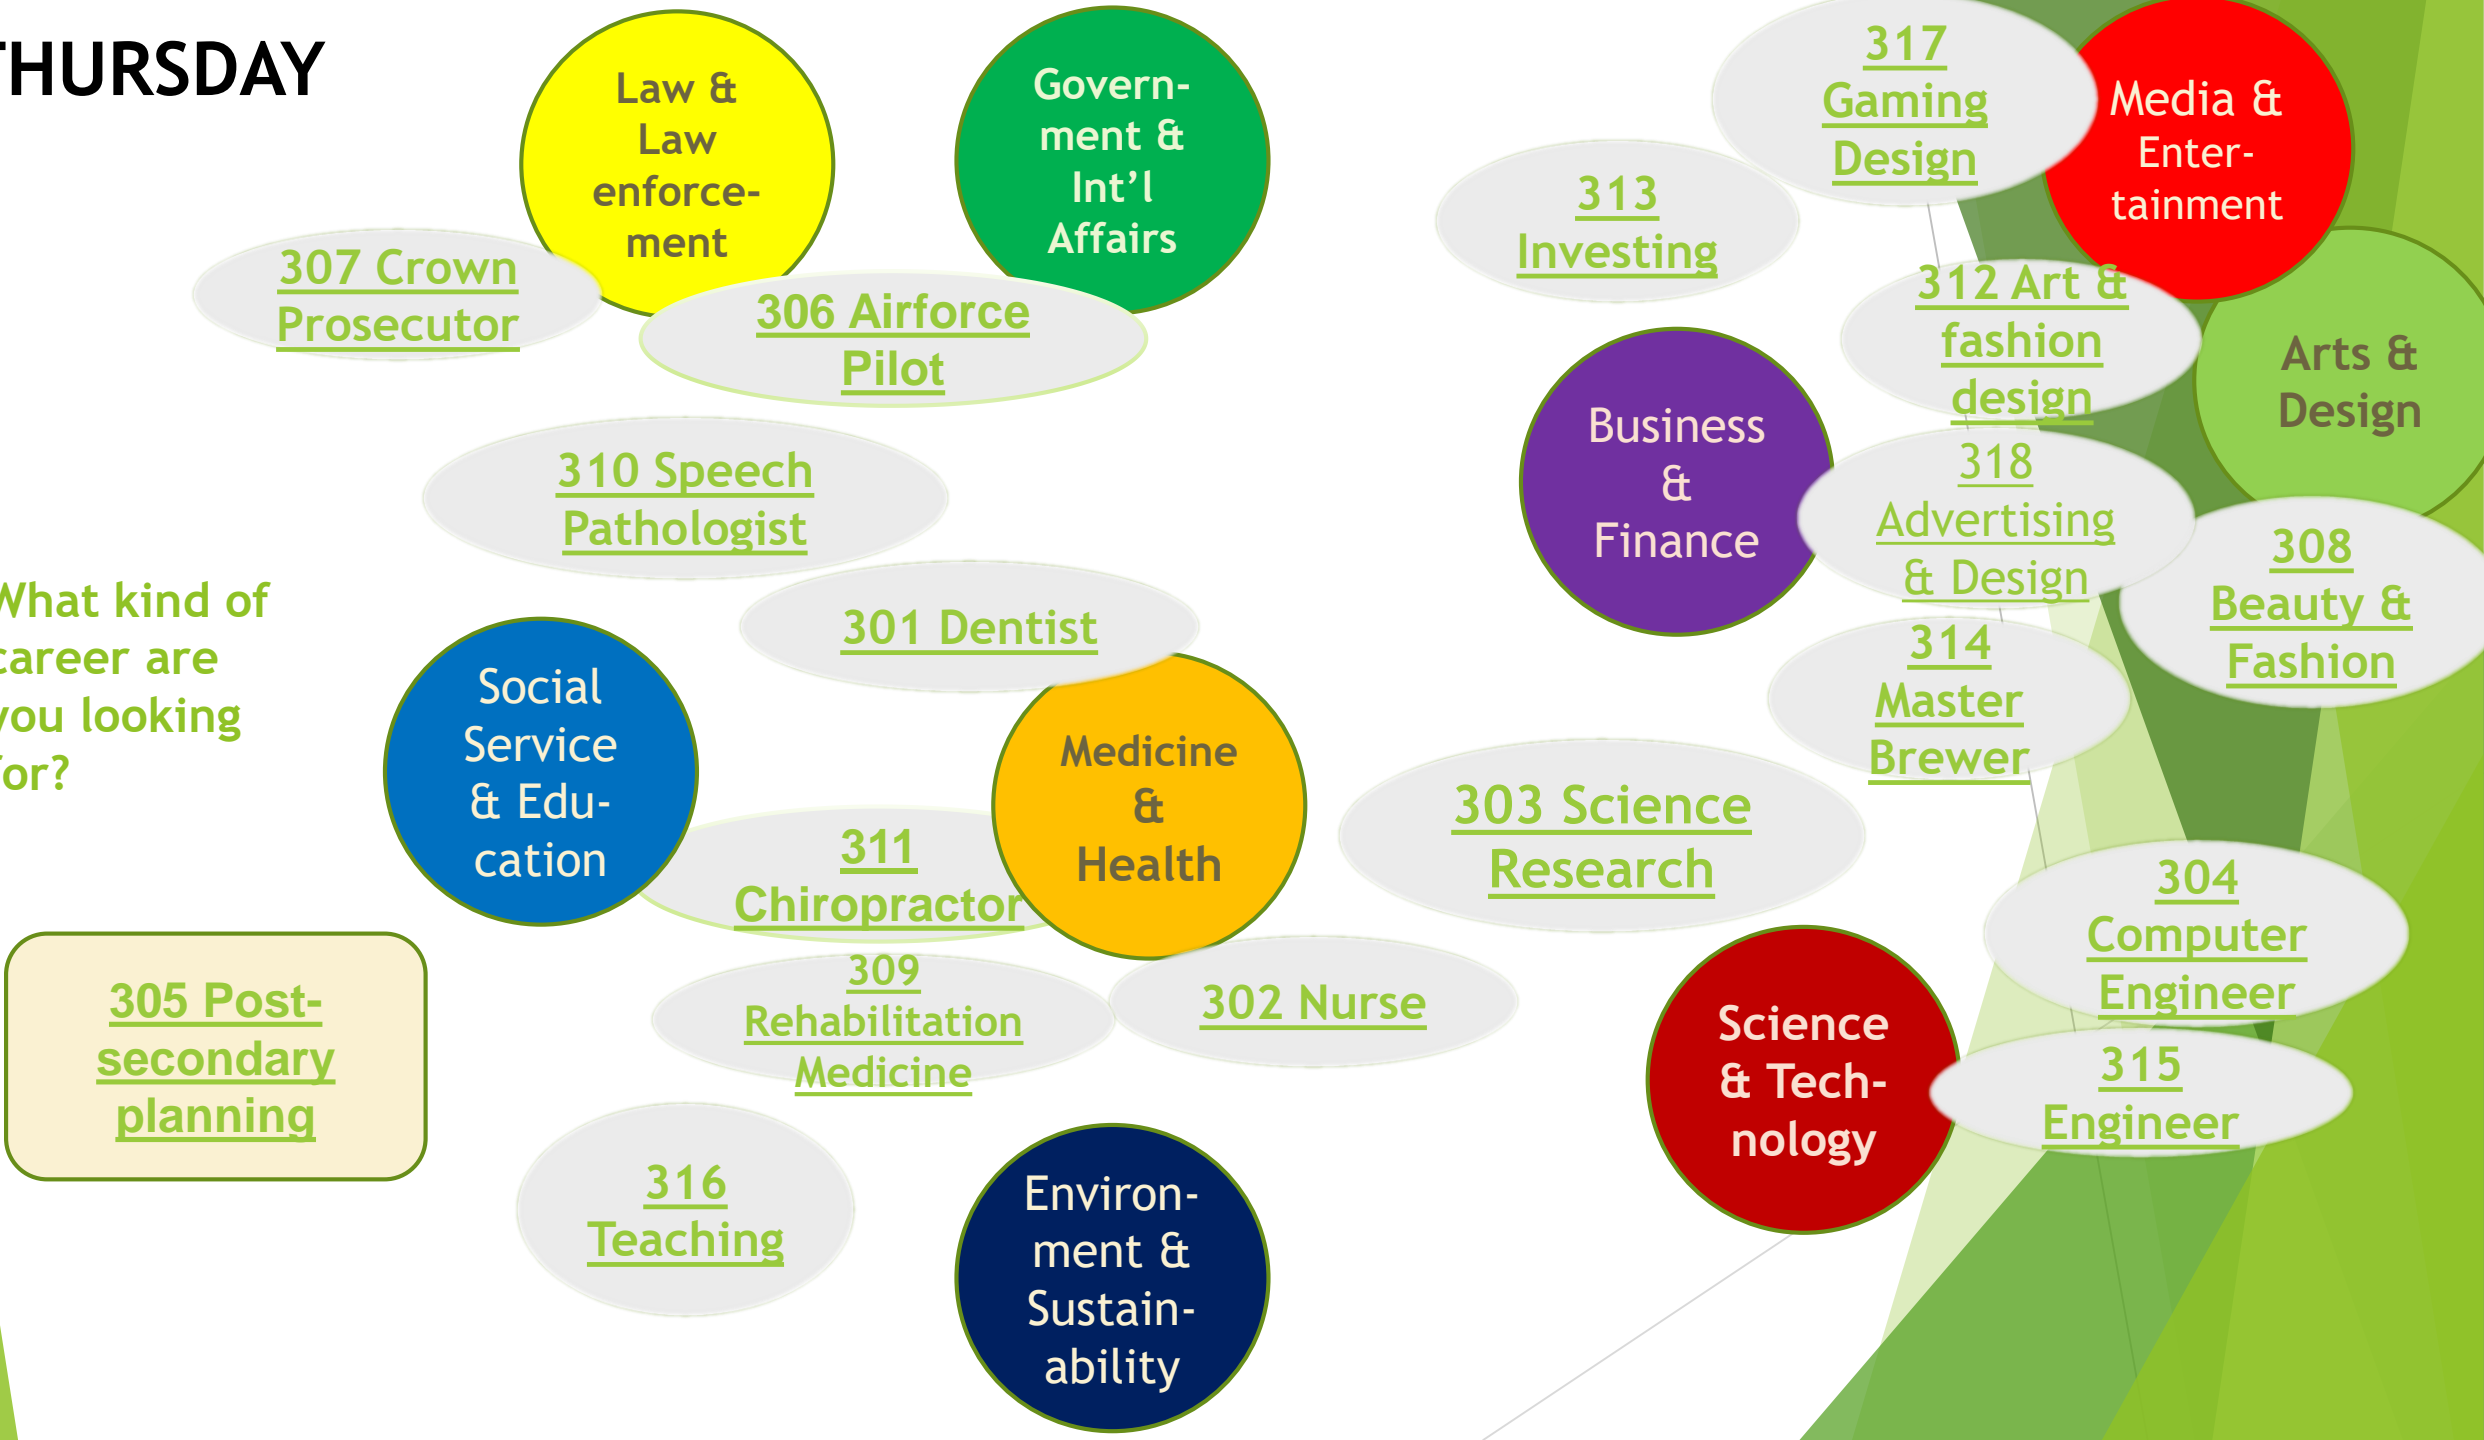 THURSDAY
Law &
Law
enforce-
ment
Govern-
ment &
Int'l
Affairs
317
Gaming
Design
Media &
Enter-
tainment
313
Investing
307 Crown
Prosecutor
306 Airforce
Pilot
312 Art &
fashion
design
Arts &
Design
Business
&
Finance
310 Speech
Pathologist
318
Advertising
& Design
308
Beauty &
Fashion
What kind of
career are
you looking
for?
301 Dentist
314
Master
Brewer
Social
Service
& Edu-
cation
Medicine
&
Health
303 Science
Research
311
Chiropractor
304
Computer
Engineer
305 Post-
secondary
planning
309
Rehabilitation
Medicine
302 Nurse
Science
& Tech-
nology
315
Engineer
316
Teaching
Environ-
ment &
Sustain-
ability